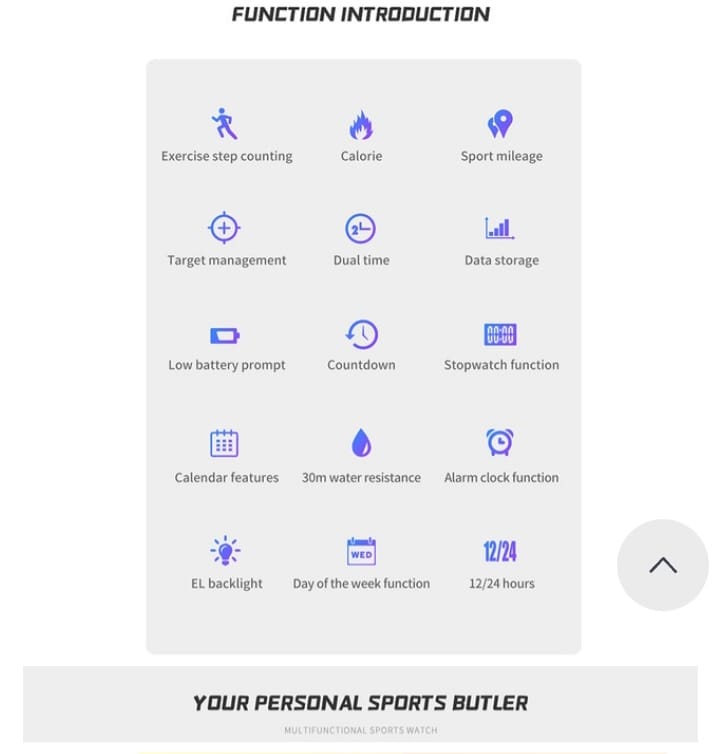 FUNCTION INTRODUCTION
Exercise step counting
Calorie
Sport mileage
2
Target management
Dual time
Data storage
00:00
Low battery prompt
Countdown
Stopwatch function
Calendar features
30m water resistance
Alarm clock function
WED
12/24
EL backlight
Day of the week function
12/24 hours
YOUR PERSONAL SPORTS BUTLER
MULTIFUNCTIONAL SPORTS WATCH